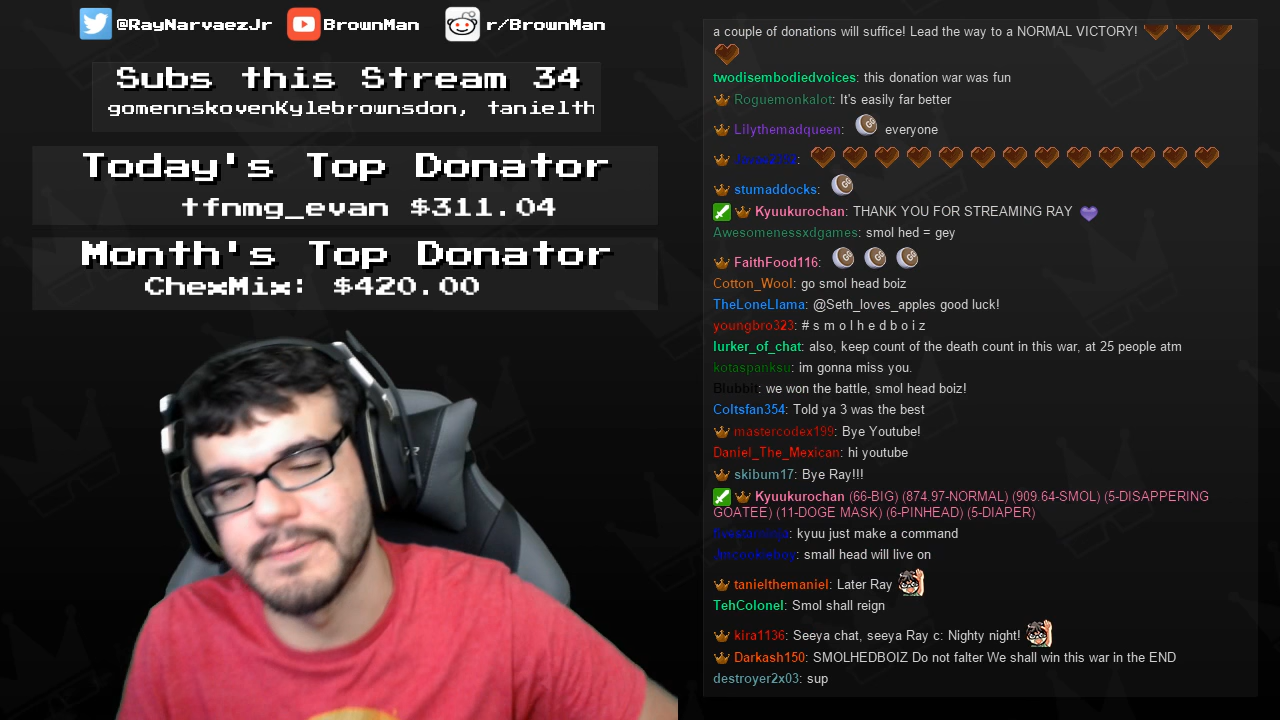 @RayNarvaezJr BrownMan r/BrownMan
Subs this Stream 34
gomennskovenKylebrownsdon, tanielth
Today's Top Donator
tfnmg_evan $311.04
Month's Top Donator
ChexMix: $420.00
a couple of donations will suffice! Lead the way to a NORMAL VICTORY!
twodisembodiedvoices: this donation war was fun
Roguemonkalot: It's easily far better
Lilythemadqueen: everyone
stumaddocks:
Kyuukurochan: THANK YOU FOR STREAMING RAY
Awesomenessxdgames: smol hed = gey
FaithFood116:
Cotton_Wool: go smol head boiz
TheLoneLlama: @Seth_loves_apples good luck!
youngbro323: # s m o l h e d b o i z
lurker_of_chat: also, keep count of the death count in this war, at 25 people atm
kotaspanksu: im gonna miss you.
: we won the battle, smol head boiz!
Coltsfan354: Told ya 3 was the best
mastercodex199: Bye Youtube!
Daniel_The_Mexican: hi youtube
skibum17: Bye Ray!!!
Kyuukurochan (66-BIG) (874.97-NORMAL) (909.64-SMOL) (5-DISAPPERING
GOATEE) (11-DOGE MASK) (6-PINHEAD) (5-DIAPER)
: kyuu just make a command
: small head will live on
tanielthemaniel: Later Ray
TehColonel: Smol shall reign
kira1136: Seeya chat, seeya Ray c: Nighty night!
Darkash150: SMOLHEDBOIZ Do not falter We shall win this war in the END
destroyer2x03: sup